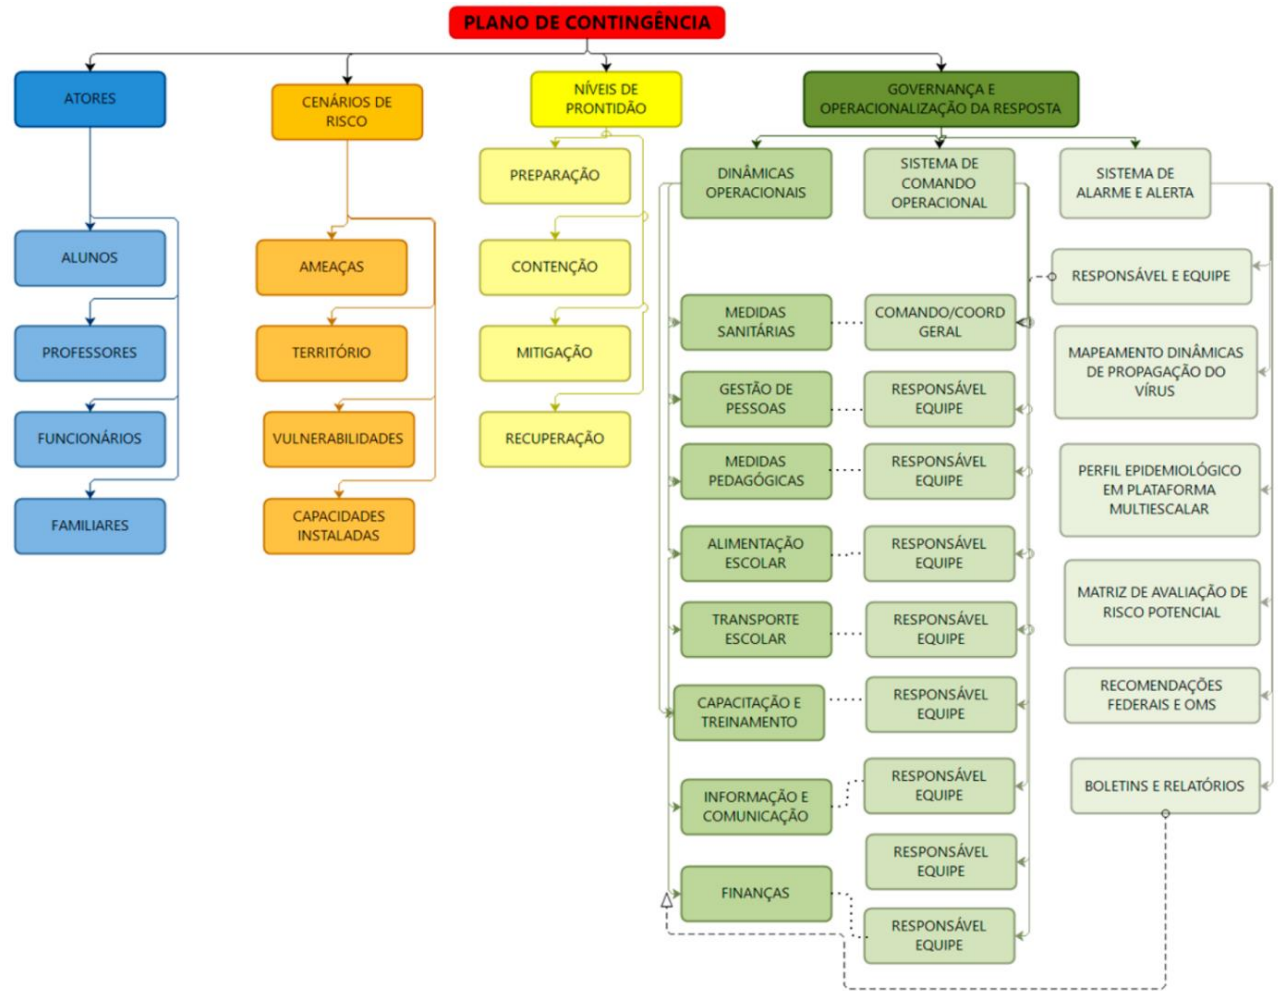 PLANO DE CONTINGÊNCIA
ATORES
CENÁRIOS DE
RISCO
NÍVEIS DE
PRONTIDÃO
GOVERNANÇA E
OPERACIONALIZAÇÃO DA RESPOSTA
ALUNOS
PROFESSORES
FUNCIONÁRIOS
FAMILIARES
AMEAÇAS
TERRITÓRIO
VULNERABILIDADES
CAPACIDADES
INSTALADAS
PREPARAÇÃO
CONTENÇÃO
MITIGAÇÃO
RECUPERAÇÃO
DINÂMICAS
OPERACIONAIS
MEDIDAS
SANITÁRIAS
GESTÃO DE
PESSOAS
MEDIDAS
PEDAGÓGICAS
ALIMENTAÇÃO
ESCOLAR
TRANSPORTE
ESCOLAR
CAPACITAÇÃO E
TREINAMENTO
INFORMAÇÃO E
COMUNICAÇÃO
FINANÇAS
SISTEMA DE
COMANDO
OPERACIONAL
COMANDO/COORD
GERAL
RESPONSÁVEL
EQUIPE
RESPONSÁVEL
EQUIPE
RESPONSÁVEL
EQUIPE
RESPONSÁVEL
EQUIPE
RESPONSÁVEL
EQUIPE
RESPONSÁVEL
EQUIPE
RESPONSÁVEL
EQUIPE
RESPONSÁVEL
EQUIPE
SISTEMA DE
ALARME E ALERTA
RESPONSÁVEL E EQUIPE
MAPEAMENTO DINÂMICAS
DE PROPAGAÇÃO DO
VÍRUS
PERFIL EPIDEMIOLÓGICO
EM PLATAFORMA
MULTIESCALAR
MATRIZ DE AVALIAÇÃO DE
RISCO POTENCIAL
RECOMENDAÇÕES
FEDERAIS E OMS
BOLETINS E RELATÓRIOS